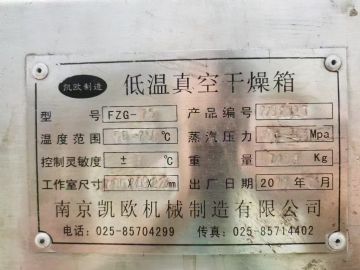 凯欧制造 低温真空干燥箱
型号 FZG- 产品编号
温度范围 ℃ 蒸汽压力 Mpa
控制灵敏度 ± ℃ 重量 Kg
工作室尺寸 mm 出厂日期 20 年 月
南京凯欧机械制造有限公司
电话：025-85704299 传真：025-85714402